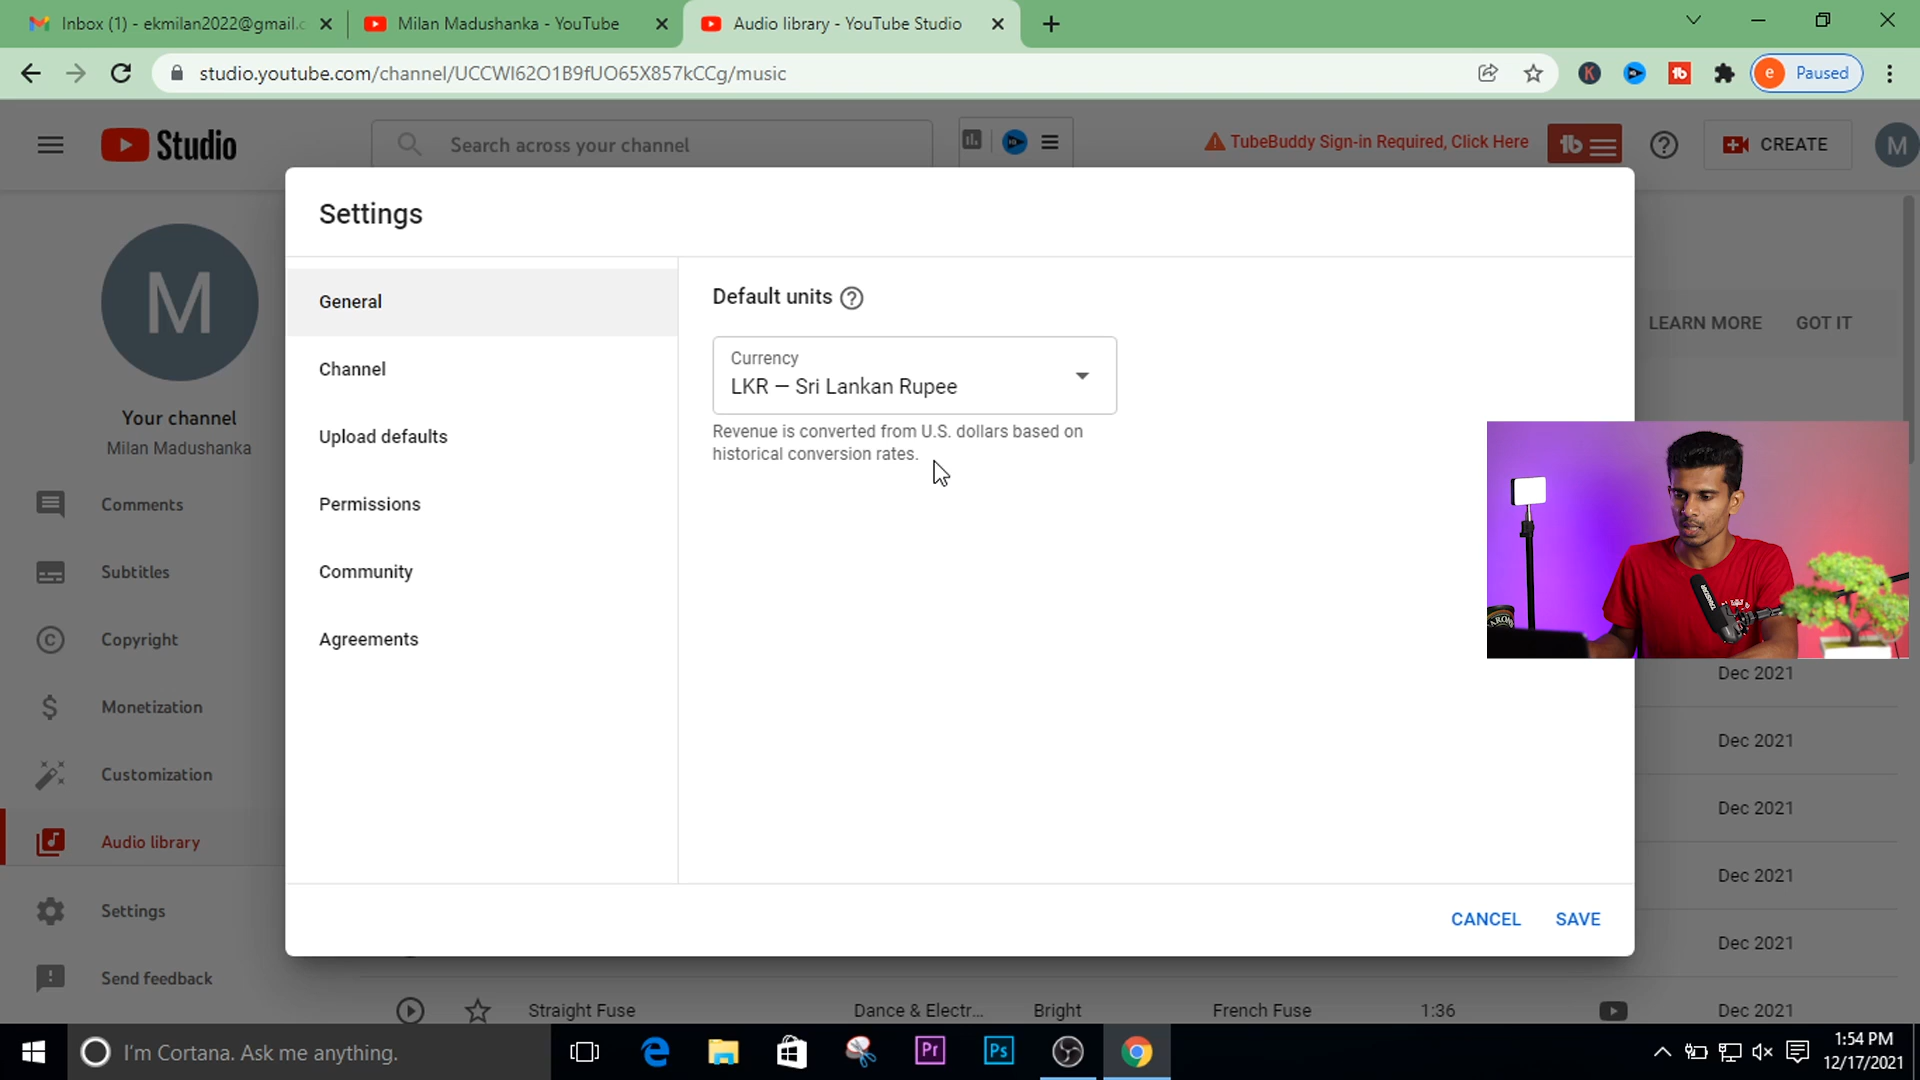 Inbox (1) - ekmilan2022@gmail.c
Milan Madushanka - YouTube
Audio library - YouTube Studio
studio.youtube.com/channel/UCCWI62O1B9fUO65X857kCCg/music
K
e Paused
Studio
Search across your channel
TubeBuddy Sign-in Required, Click Here
tb
CREATE
M
Settings
M
General
Default units
LEARN MORE
GOT IT
Currency
LKR — Sri Lankan Rupee
Channel
Your channel
Milan Madushanka
Revenue is converted from U.S. dollars based on
historical conversion rates.
Upload defaults
Permissions
Comments
Community
Subtitles
Agreements
Copyright
Dec 2021
Monetization
Dec 2021
Customization
Dec 2021
Audio library
Dec 2021
Settings
CANCEL
SAVE
Dec 2021
Send feedback
Straight Fuse
Dance & Electr...
Bright
French Fuse
1:36
Dec 2021
I'm Cortana. Ask me anything.
Pr
Ps
1:54 PM
12/17/2021